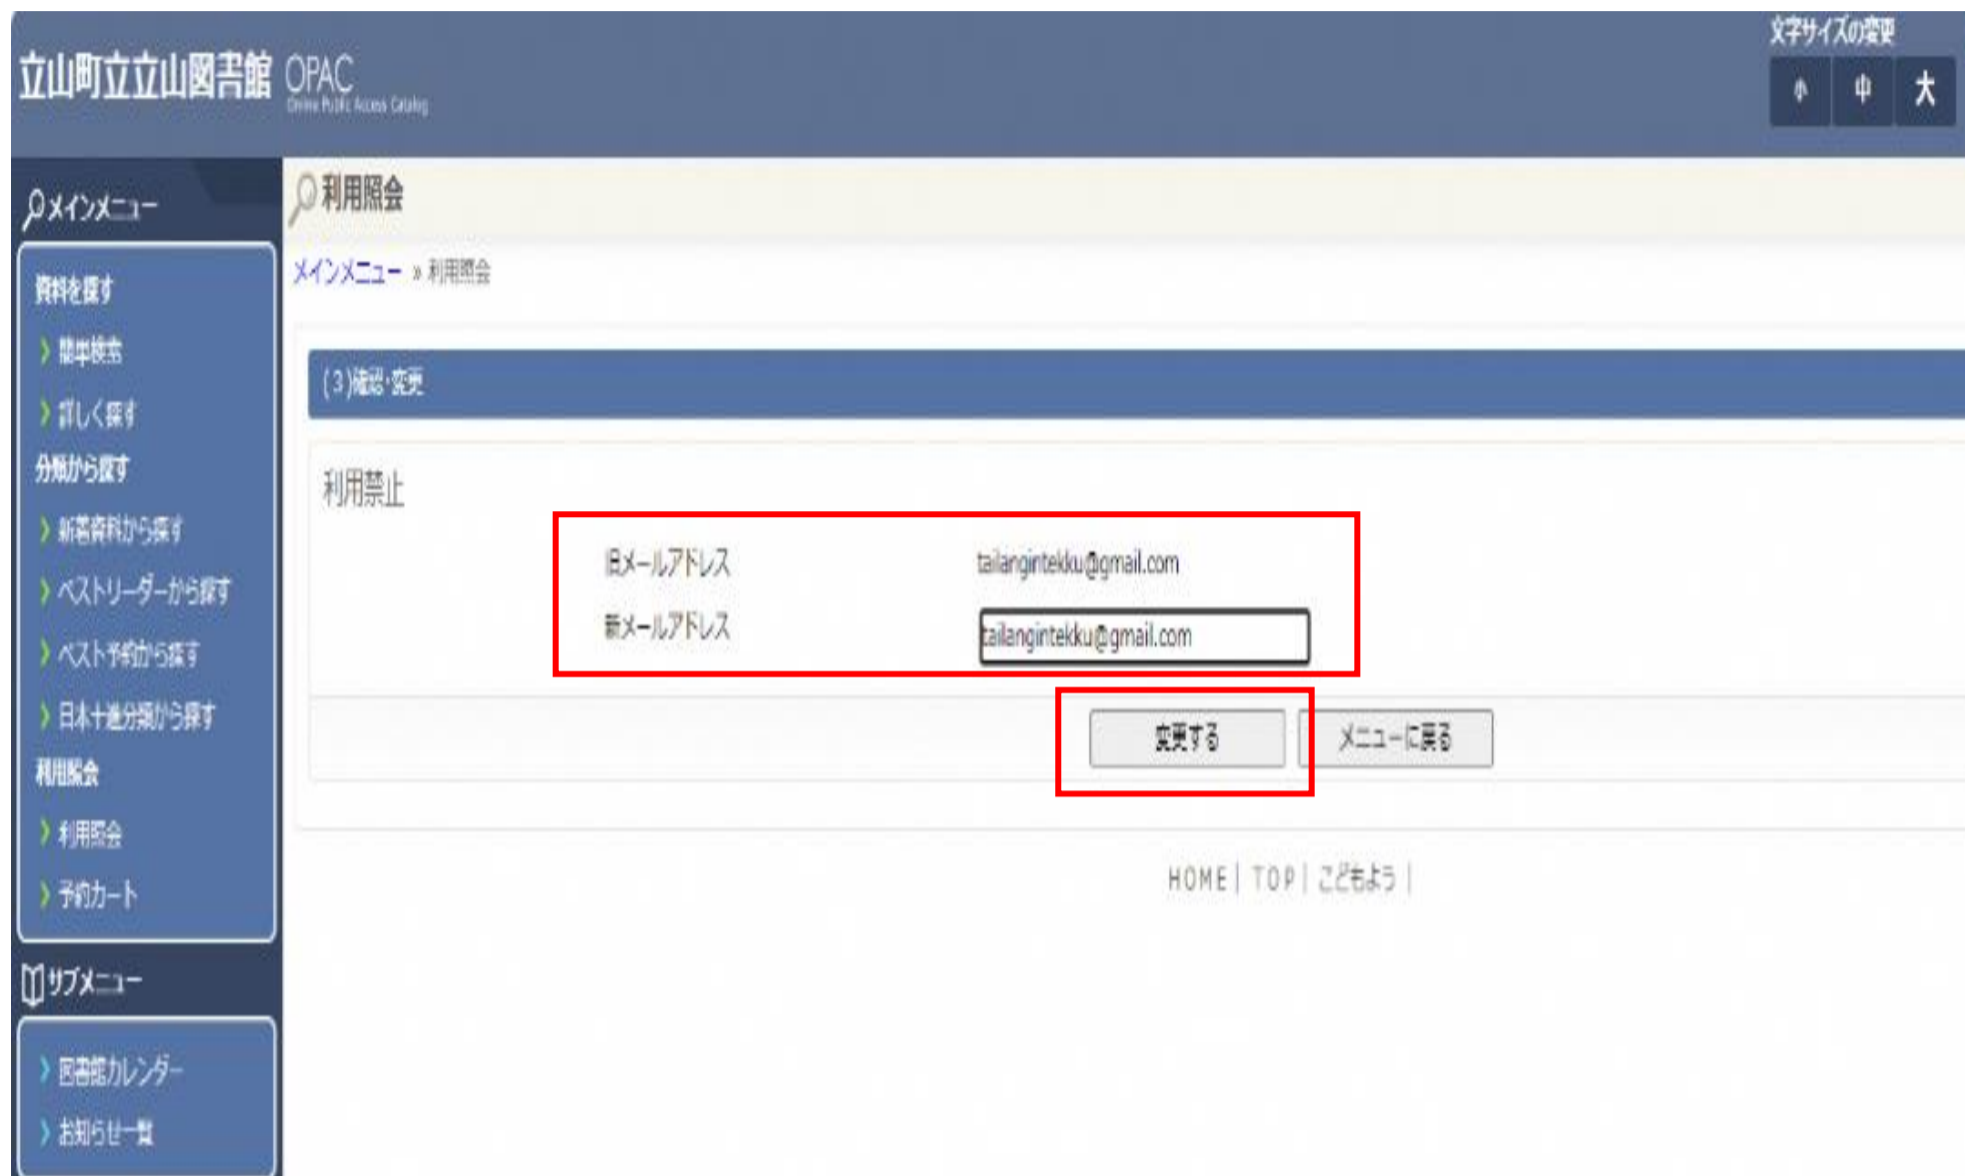 文字サイズの変更
立山町立立山図書館 OPAC
Online Public Access Catalog
小 中 大
メインメニュー
資料を探す
簡単検索
詳しく探す
分類から探す
新着資料から探す
ベストリーダーから探す
ベスト予約から探す
日本十進分類から探す
利用照会
利用照会
予約カート
サブメニュー
図書館カレンダー
お知らせ一覧
利用照会
メインメニュー » 利用照会
(3)確認・変更
利用禁止
旧メールアドレス tailangintekku@gmail.com
新メールアドレス tailangintekku@gmail.com
変更する メニューに戻る
HOME| TOP| こどもよう |